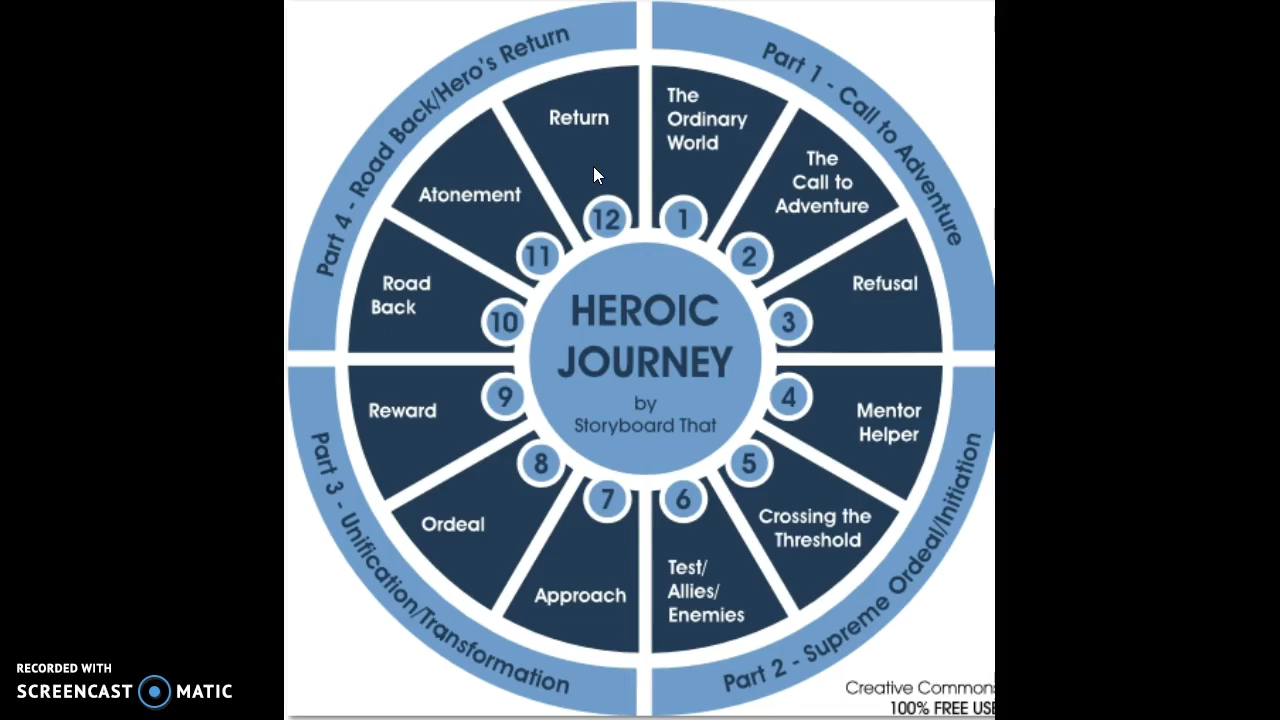 Part 1 - Call to Adventure
The
Ordinary
World
1
The
Call to
Adventure
2
Refusal
3
Part 2 - Supreme Ordeal/Initiation
Mentor
Helper
4
Crossing the
Threshold
5
Test/
Allies/
Enemies
6
Part 3 - Unification/Transformation
Approach
7
Ordeal
8
Reward
9
Part 4 - Road Back/Hero's Return
Road
Back
10
Atonement
11
Return
12
HEROIC
JOURNEY
by
Storyboard That
RECORDED WITH
SCREENCAST MATIC
Creative Commons
100% FREE USE